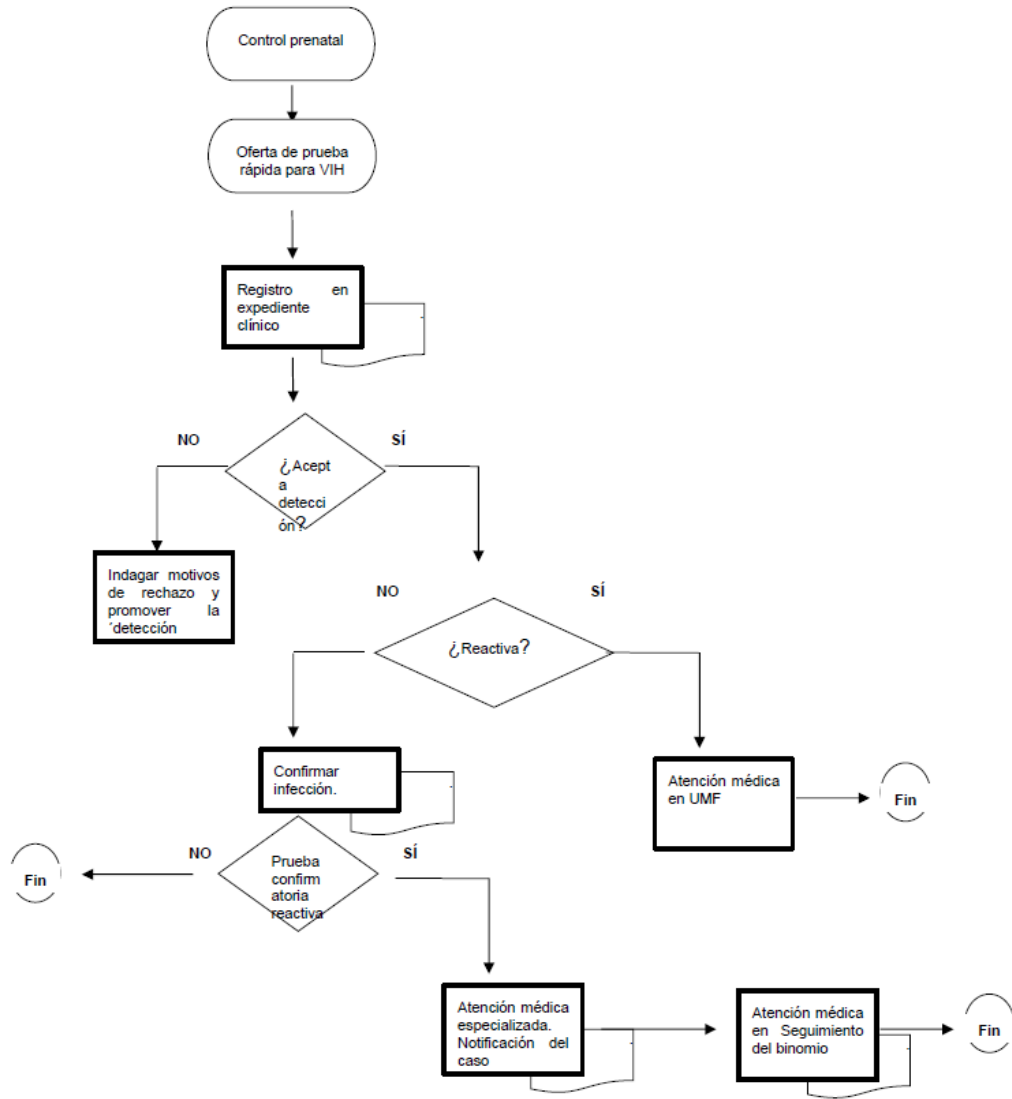 Control prenatal
Oferta de prueba
rápida para VIH
Registro en
expediente
clínico
NO
SÍ
¿Acept
a
detecci
ón?
Indagar motivos
de rechazo y
promover la
´detección
NO
SÍ
¿Reactiva?
Confirmar
infección.
Atención médica
en UMF
Fin
NO
SÍ
Fin
Prueba
confirm
atoria
reactiva
Atención médica
especializada.
Notificación del
caso
Atención médica
en Seguimiento
del binomio
Fin